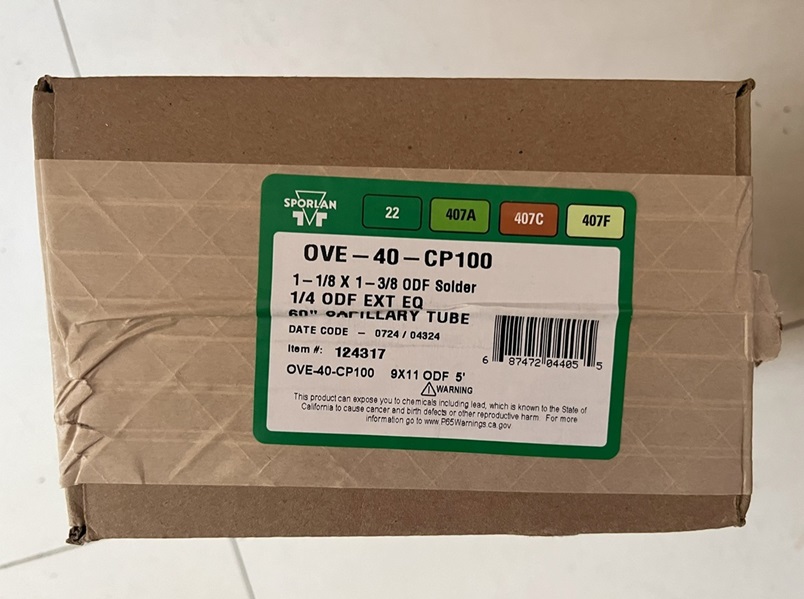 SPORLAN
22 407A 407C 407F
OVE-40-CP100
1-1/8 X 1-3/8 ODF Solder
1/4 ODF EXT EQ
60" CAPILLARY TUBE
DATE CODE - 0724 / 04324
Item #: 124317
OVE-40-CP100 9X11 ODF 5'
6 87472 04405 5
WARNING
This product can expose you to chemicals including lead, which is known to the State of
California to cause cancer and birth defects or other reproductive harm. For more
information go to www.P65Warnings.ca.gov